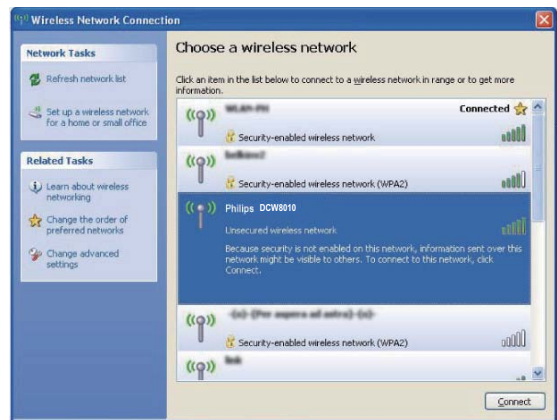 Wireless Network Connection
Network Tasks
Refresh network list
Set up a wireless network
for a home or small office
Related Tasks
Learn about wireless
networking
Change the order of
preferred networks
Change advanced
settings
Choose a wireless network
Click an item in the list below to connect to a wireless network in range or to get more
information.
Connected
Security-enabled wireless network
Security-enabled wireless network (WPA2)
Philips DCW8010
Unsecured wireless network
Because security is not enabled on this network, information sent over this
network might be visible to others. To connect to this network, click
Connect.
Security-enabled wireless network (WPA2)
Connect